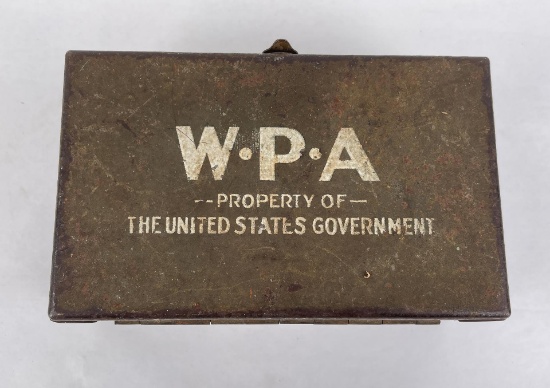 W·P·A
--PROPERTY OF--
THE UNITED STATES GOVERNMENT